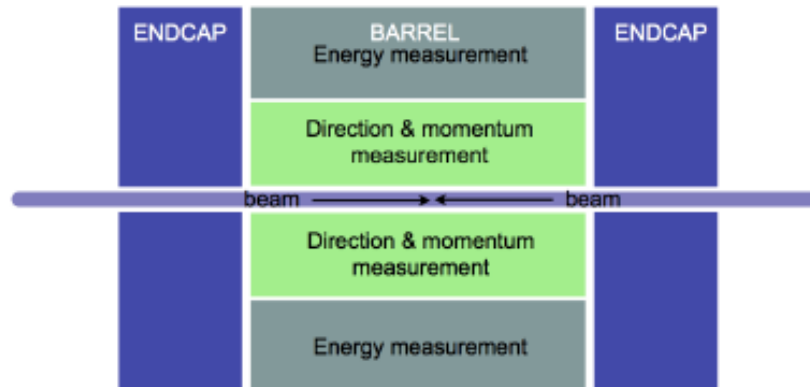 ENDCAP
BARREL
ENDCAP
Energy measurement
Direction & momentum
measurement
beam
beam
Direction & momentum
measurement
Energy measurement